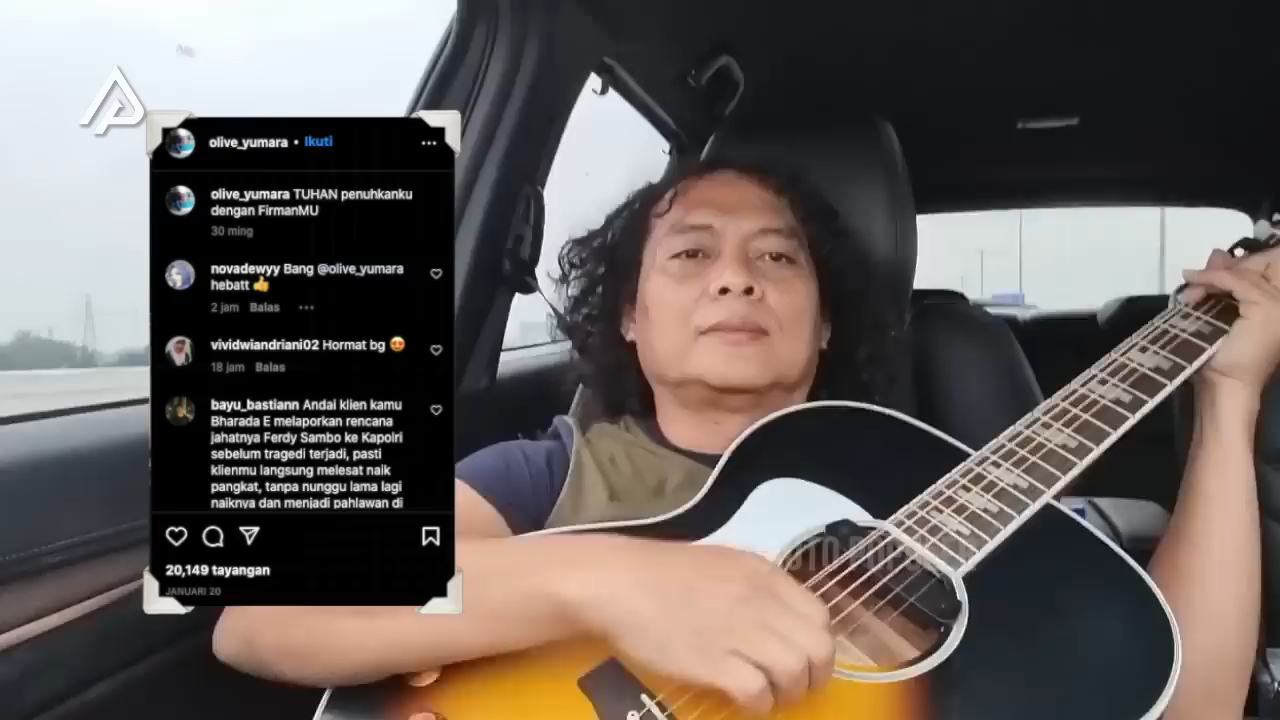 olive_yumara • Ikuti
olive_yumara TUHAN penuhkanku
dengan FirmanMU
30 ming
novadewyy Bang @olive_yumara
hebatt 👍
2 jam Balas
vividwiandriani02 Hormat bg 😍
18 jam Balas
bayu_bastiann Andai klien kamu
Bharada E melaporkan rencana
jahatnya Ferdy Sambo ke Kapolri
sebelum tragedi terjadi, pasti
klienmu langsung melesat naik
pangkat, tanpa nunggu lama lagi
naiknya dan menjadi pahlawan di
20,149 tayangan
JANUARI 20